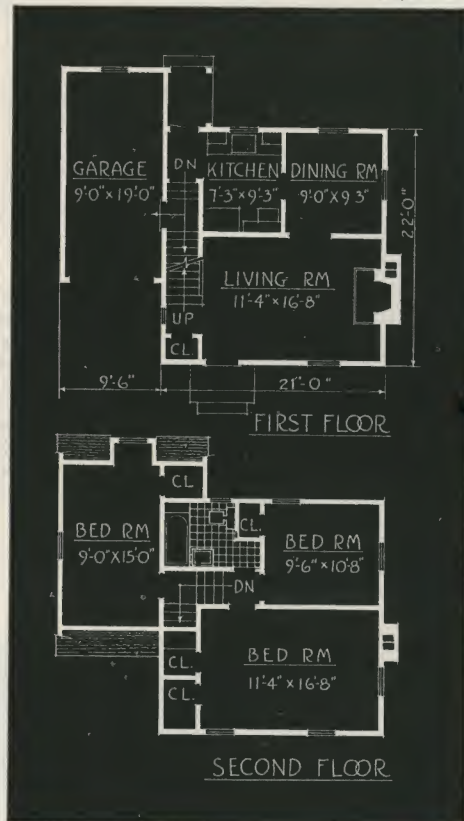 GARAGE
9'-0" x 19'-0"
DN
KITCHEN
7'-3" x 9'-3"
DINING RM
9'-0" x 9'3"
22'-0"
LIVING RM
11'-4" x 16'-8"
UP
CL.
9'-6"
21'-0"
FIRST FLOOR
CL.
BED RM
9'-0" x 15'-0"
CL.
BED RM
9'-6" x 10'-8"
DN
BED RM
11'-4" x 16'-8"
CL.
CL.
SECOND FLOOR